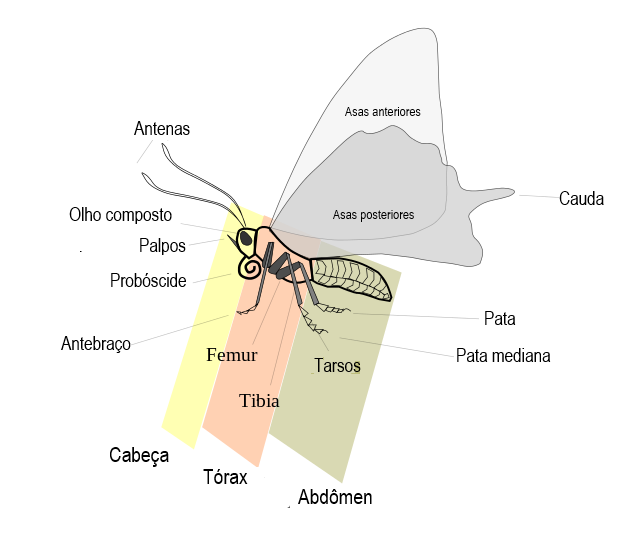 Asas anteriores
Antenas
Cauda
Olho composto
Asas posteriores
Palpos
Probóscide
Pata
Antebraço
Femur
Pata mediana
Tarsos
Tibia
Cabeça
Tórax
Abdômen